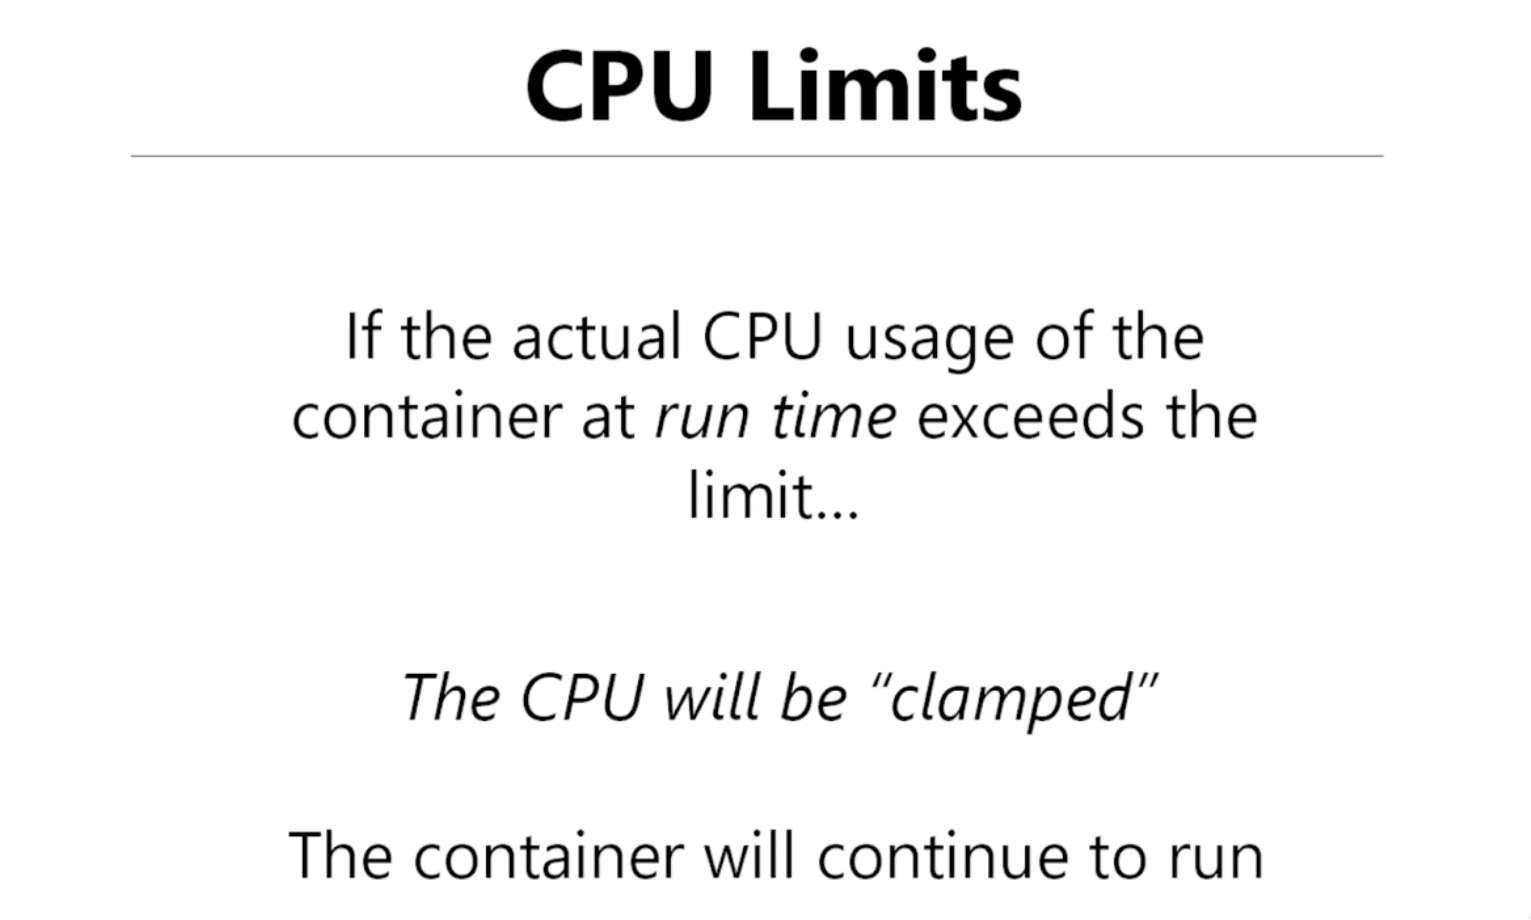 CPU Limits
If the actual CPU usage of the
container at run time exceeds the
limit...
The CPU will be “clamped”
The container will continue to run